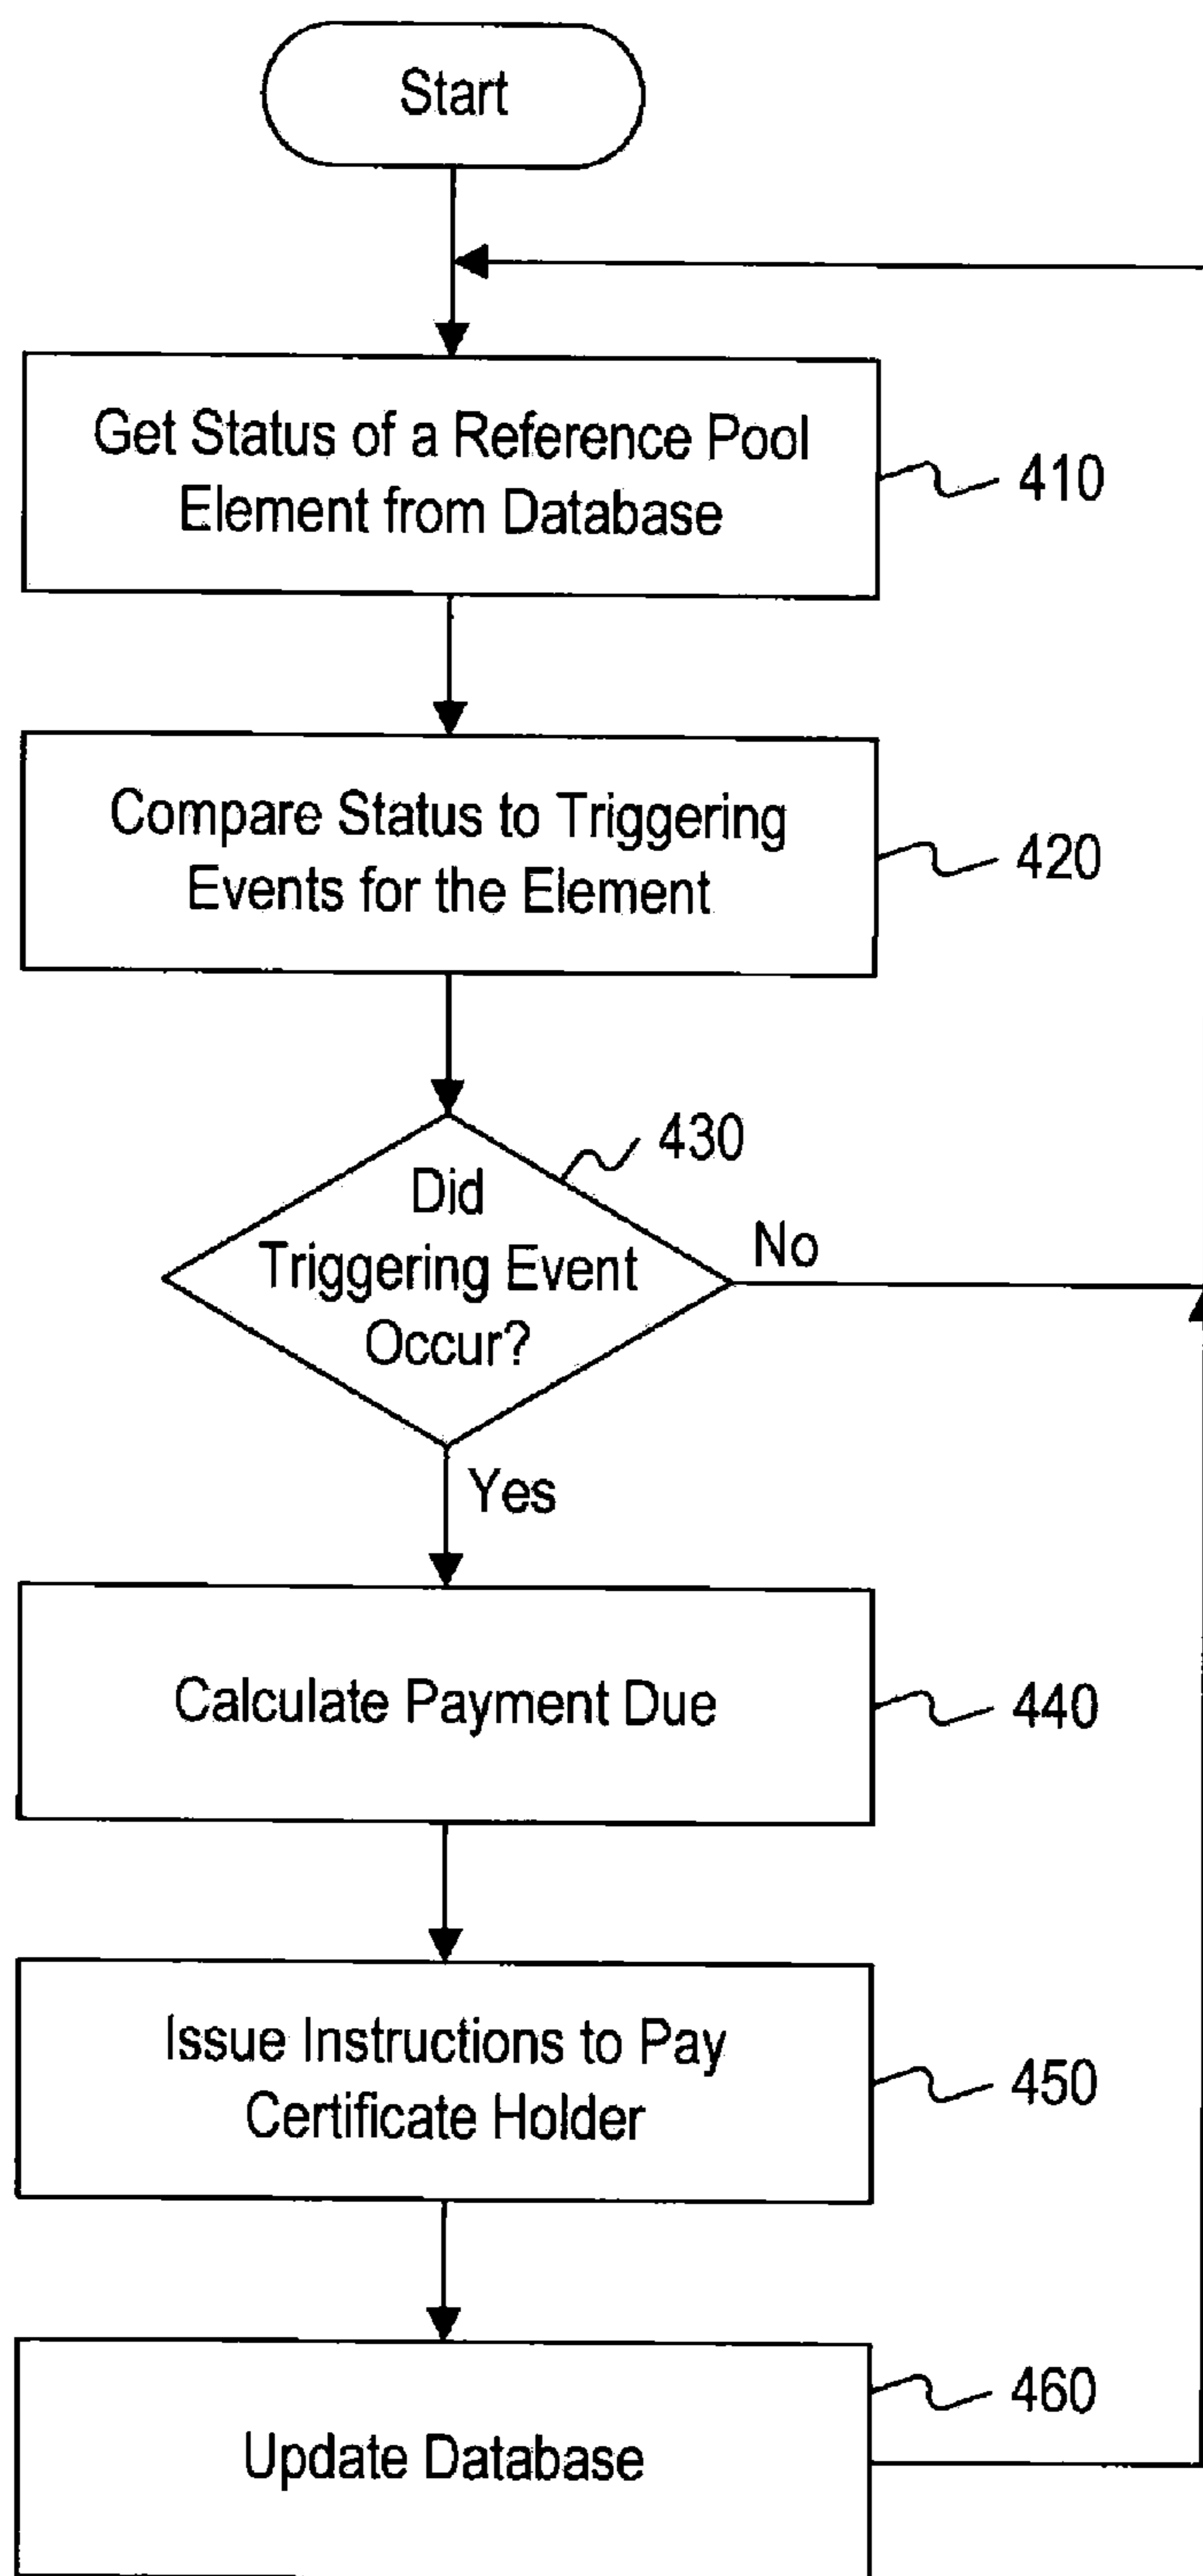 Start
Get Status of a Reference Pool
Element from Database
410
Compare Status to Triggering
Events for the Element
420
430
Did
Triggering Event
Occur?
No
Yes
Calculate Payment Due
440
Issue Instructions to Pay
Certificate Holder
450
460
Update Database